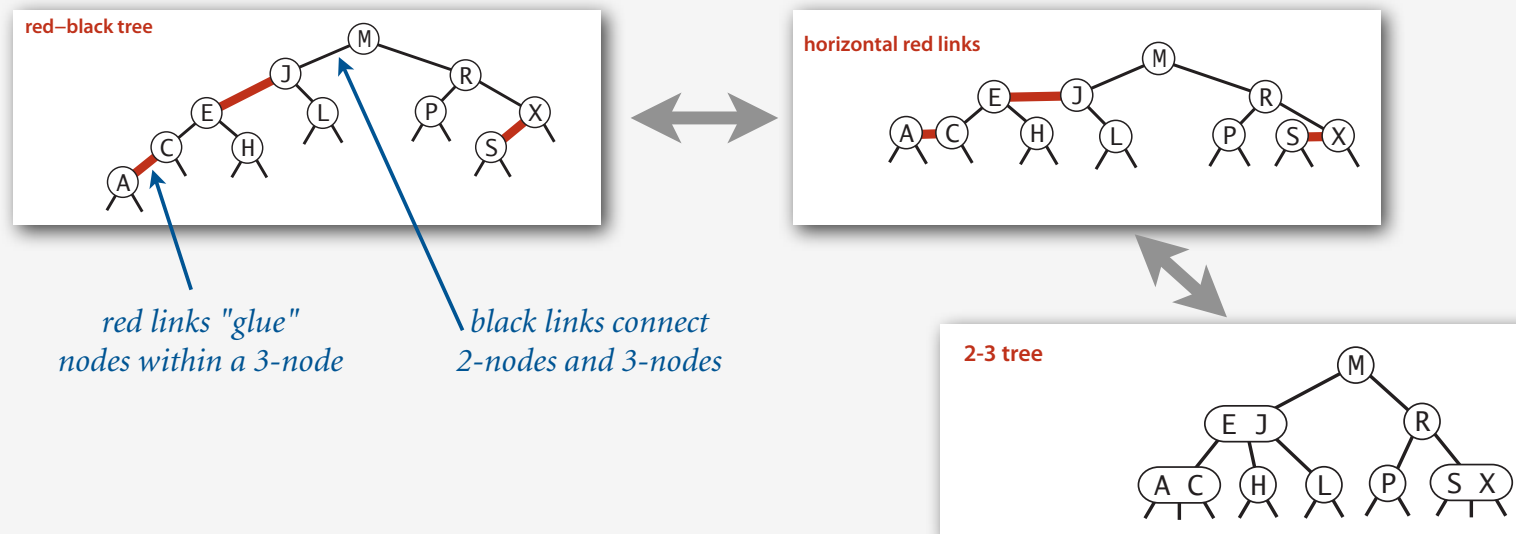 red–black tree
M
J
R
E
L
P
X
C
H
S
A
horizontal red links
M
E J
R
A C
H
L
P
S X
red links "glue"
nodes within a 3-node
black links connect
2-nodes and 3-nodes
2-3 tree
M
E J
R
A C
H
L
P
S X